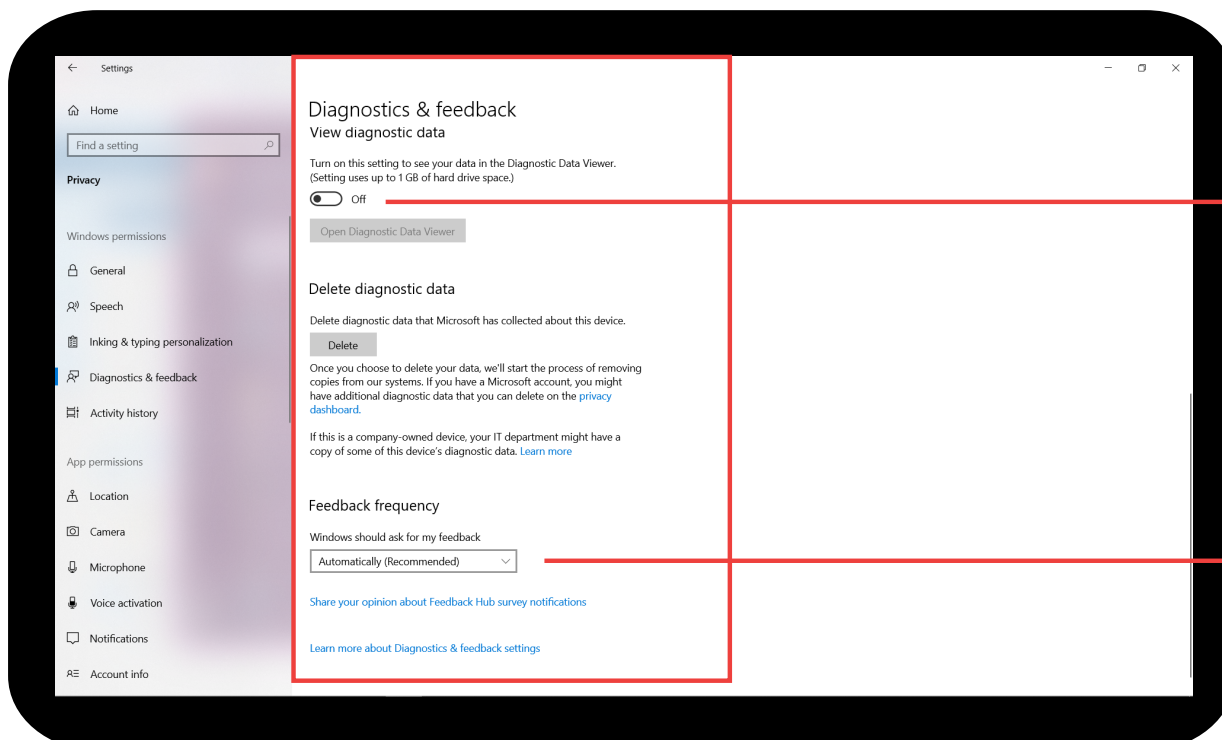 Settings
Home
Find a setting
Privacy
Windows permissions
General
Speech
Inking & typing personalization
Diagnostics & feedback
Activity history
App permissions
Location
Camera
Microphone
Voice activation
Notifications
Account info
Diagnostics & feedback
View diagnostic data
Turn on this setting to see your data in the Diagnostic Data Viewer.
(Setting uses up to 1 GB of hard drive space.)
Off
Open Diagnostic Data Viewer
Delete diagnostic data
Delete diagnostic data that Microsoft has collected about this device.
Delete
Once you choose to delete your data, we'll start the process of removing
copies from our systems. If you have a Microsoft account, you might
have additional diagnostic data that you can delete on the privacy
dashboard.
If this is a company-owned device, your IT department might have a
copy of some of this device's diagnostic data. Learn more
Feedback frequency
Windows should ask for my feedback
Automatically (Recommended)
Share your opinion about Feedback Hub survey notifications
Learn more about Diagnostics & feedback settings